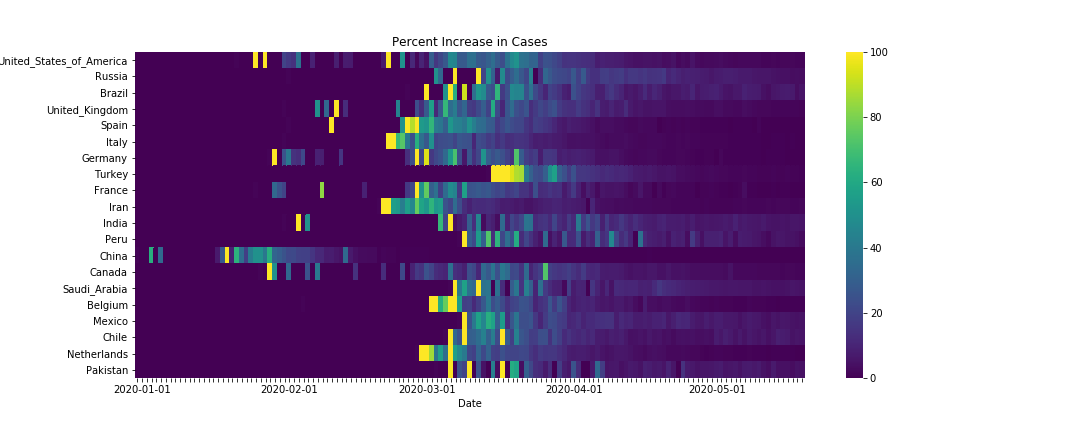 Percent Increase in Cases
United_States_of_America
Russia
Brazil
United_Kingdom
Spain
Italy
Germany
Turkey
France
Iran
India
Peru
China
Canada
Saudi_Arabia
Belgium
Mexico
Chile
Netherlands
Pakistan
2020-01-01 2020-02-01 2020-03-01 2020-04-01 2020-05-01
Date
100
80
60
40
20
0